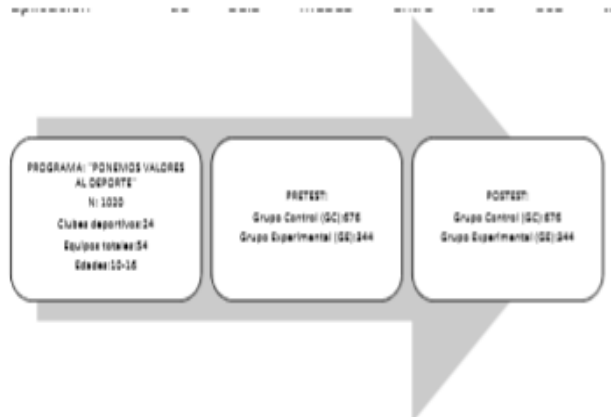 PROGRAMA: "PONEMOS VALORES
AL DEPORTE"
N: 1020
Clubes deportivos:24
Equipos totales:54
Edades:10-16
PRETEST:
Grupo Control (GC):676
Grupo Experimental (GE):344
POSTEST:
Grupo Control (GC):676
Grupo Experimental (GE):344